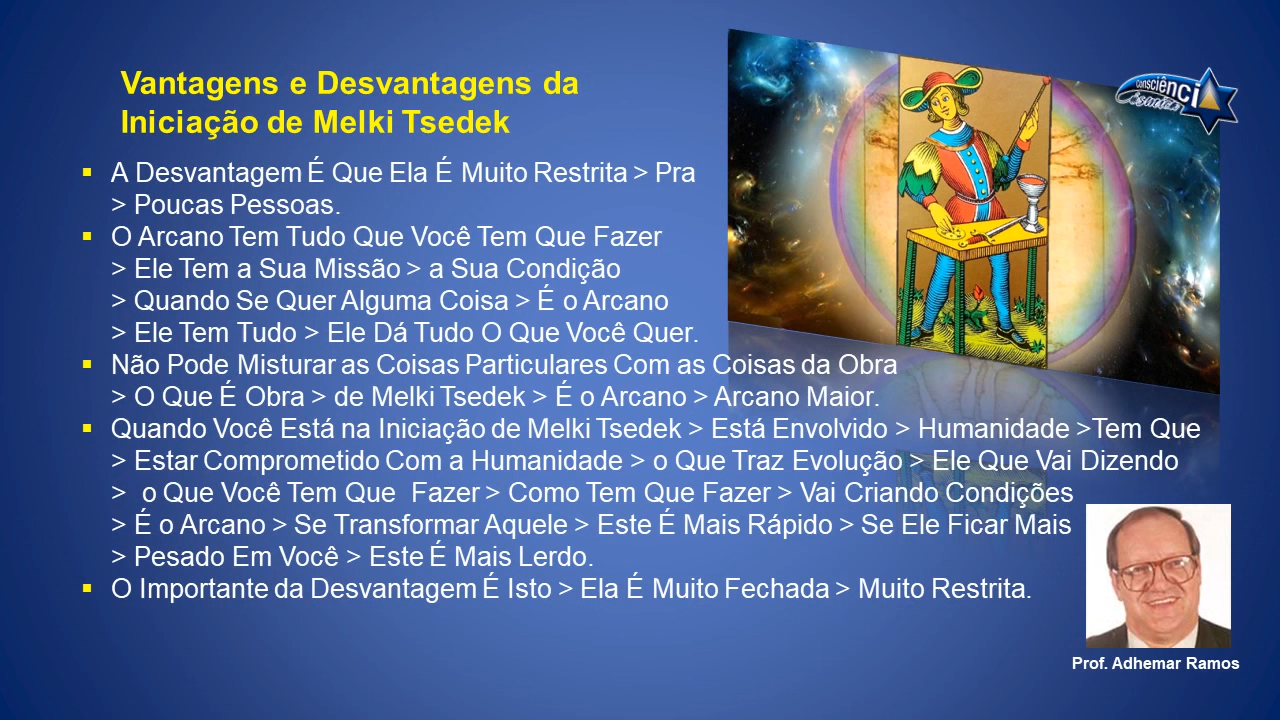 Vantagens e Desvantagens da
Iniciação de Melki Tsedek
▪ A Desvantagem É Que Ela É Muito Restrita > Pra
> Poucas Pessoas.
▪ O Arcano Tem Tudo Que Você Tem Que Fazer
> Ele Tem a Sua Missão > a Sua Condição
> Quando Se Quer Alguma Coisa > É o Arcano
> Ele Tem Tudo > Ele Dá Tudo O Que Você Quer.
▪ Não Pode Misturar as Coisas Particulares Com as Coisas da Obra
> O Que É Obra > de Melki Tsedek > É o Arcano > Arcano Maior.
▪ Quando Você Está na Iniciação de Melki Tsedek > Está Envolvido > Humanidade >Tem Que
> Estar Comprometido Com a Humanidade > o Que Traz Evolução > Ele Que Vai Dizendo
>  o Que Você Tem Que  Fazer > Como Tem Que Fazer > Vai Criando Condições
> É o Arcano > Se Transformar Aquele > Este É Mais Rápido > Se Ele Ficar Mais
> Pesado Em Você > Este É Mais Lerdo.
▪ O Importante da Desvantagem É Isto > Ela É Muito Fechada > Muito Restrita.
Consciênci
Cósmica
Prof. Adhemar Ramos